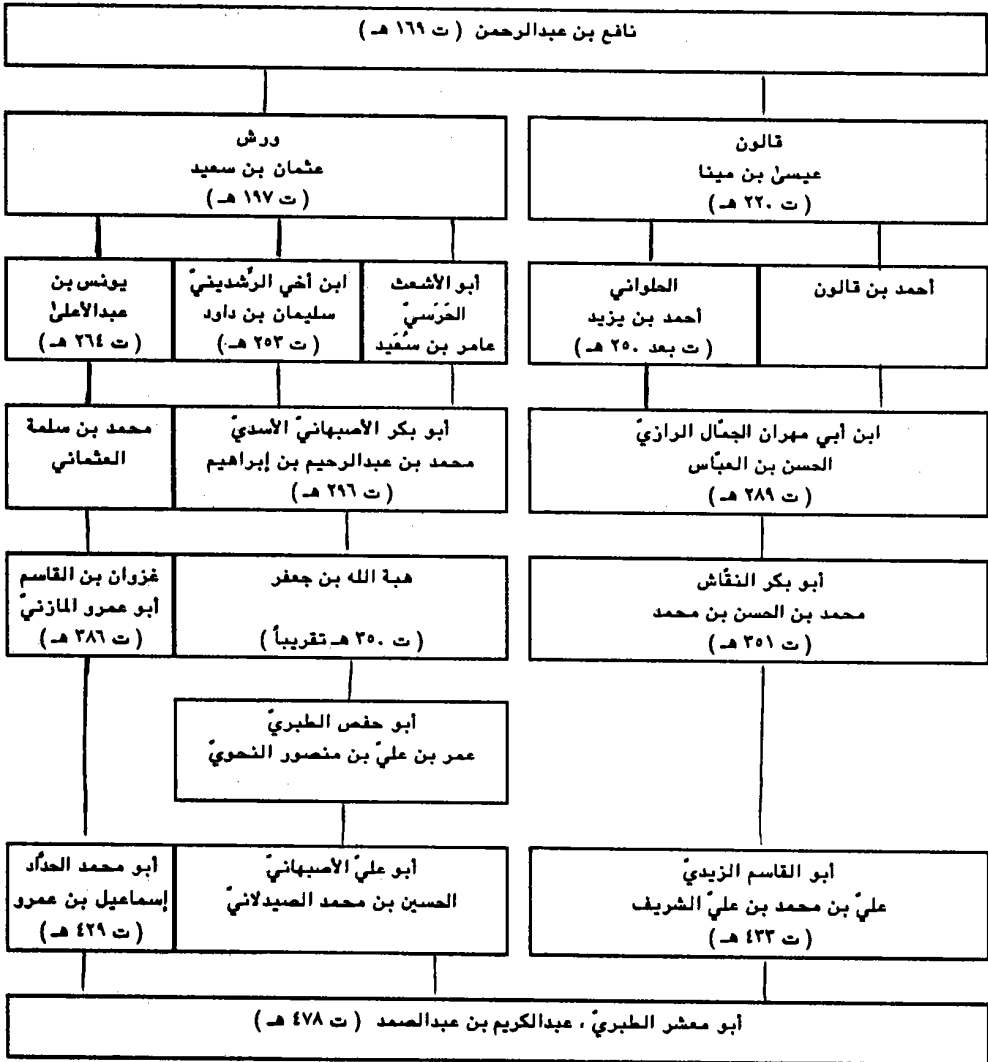 نافع بن عبدالرحمن ( ت ١٦٩ هـ )
قالون
عيسىٰ بن مينا
( ت ٢٢٠ هـ )
ورش
عثمان بن سعيد
( ت ١٩٧ هـ )
أحمد بن قالون
الحلواني
أحمد بن يزيد
( ت بعد ٢٥٠ هـ )
أبو الأشعث
الحَرَسيّ
عامر بن سُعَيد
ابن أخي الرِّشدينيّ
سليمان بن داود
( ت ٢٥٣ هـ )
يونس بن
عبدالأعلىٰ
( ت ٢٦٤ هـ )
ابن أبي مهران الجمّال الرازيّ
الحسن بن العبّاس
( ت ٢٨٩ هـ )
أبو بكر الأصبهانيّ الأسديّ
محمد بن عبدالرحيم بن إبراهيم
( ت ٢٩٦ هـ )
محمد بن سلمة
العثماني
أبو بكر النقّاش
محمد بن الحسن بن محمد
( ت ٣٥١ هـ )
هبة الله بن جعفر
( ت ٣٥٠ هـ تقريباً )
غزوان بن القاسم
أبو عمرو المازنيّ
( ت ٣٨٦ هـ )
أبو حفص الطبريّ
عمر بن عليّ بن منصور النحويّ
أبو القاسم الزيديّ
عليّ بن محمد بن عليّ الشريف
( ت ٤٣٣ هـ )
أبو عليّ الأصبهانيّ
الحسين بن محمد الصيدلانيّ
أبو محمد الحدّاد
إسماعيل بن عمرو
( ت ٤٢٩ هـ )
أبو معشر الطبريّ ، عبدالكريم بن عبدالصمد ( ت ٤٧٨ هـ )